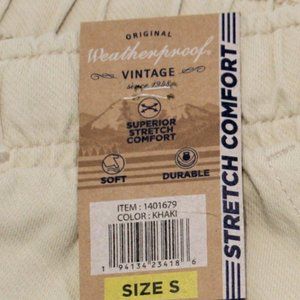 ORIGINAL
Weatherproof®
VINTAGE
since 1948
SUPERIOR
STRETCH
COMFORT
SOFT
DURABLE
STRETCH COMFORT
ITEM : 1401679
COLOR : KHAKI
1 94134 23418 6
SIZE S